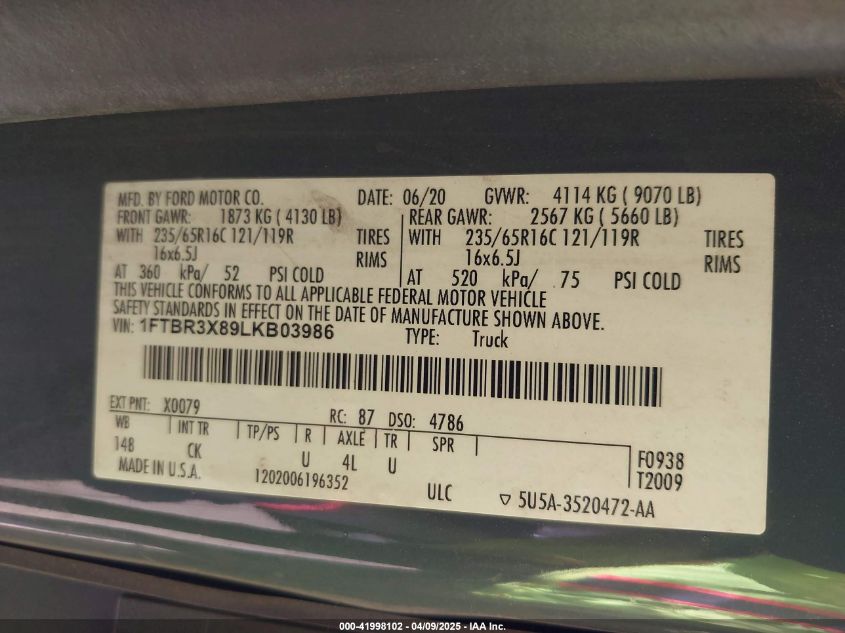 MFD. BY FORD MOTOR CO. DATE: 06/20 GVWR: 4114 KG ( 9070 LB)
FRONT GAWR: 1873 KG ( 4130 LB) REAR GAWR: 2567 KG ( 5660 LB)
WITH 235/65R16C 121/119R TIRES WITH 235/65R16C 121/119R TIRES
16x6.5J RIMS 16x6.5J RIMS
AT 360 kPa/ 52 PSI COLD AT 520 kPa/ 75 PSI COLD
THIS VEHICLE CONFORMS TO ALL APPLICABLE FEDERAL MOTOR VEHICLE
SAFETY STANDARDS IN EFFECT ON THE DATE OF MANUFACTURE SHOWN ABOVE.
VIN: 1FTBR3X89LKB03986 TYPE: Truck
EXT PNT: X0079 RC: 87 DSO: 4786
WB INT TR TP/PS R AXLE TR SPR F0938
148 CK U 4L U T2009
MADE IN U.S.A. 1202006196352 ULC ▽ 5U5A-3520472-AA
000-41998102 - 04/09/2025 - IAA Inc.